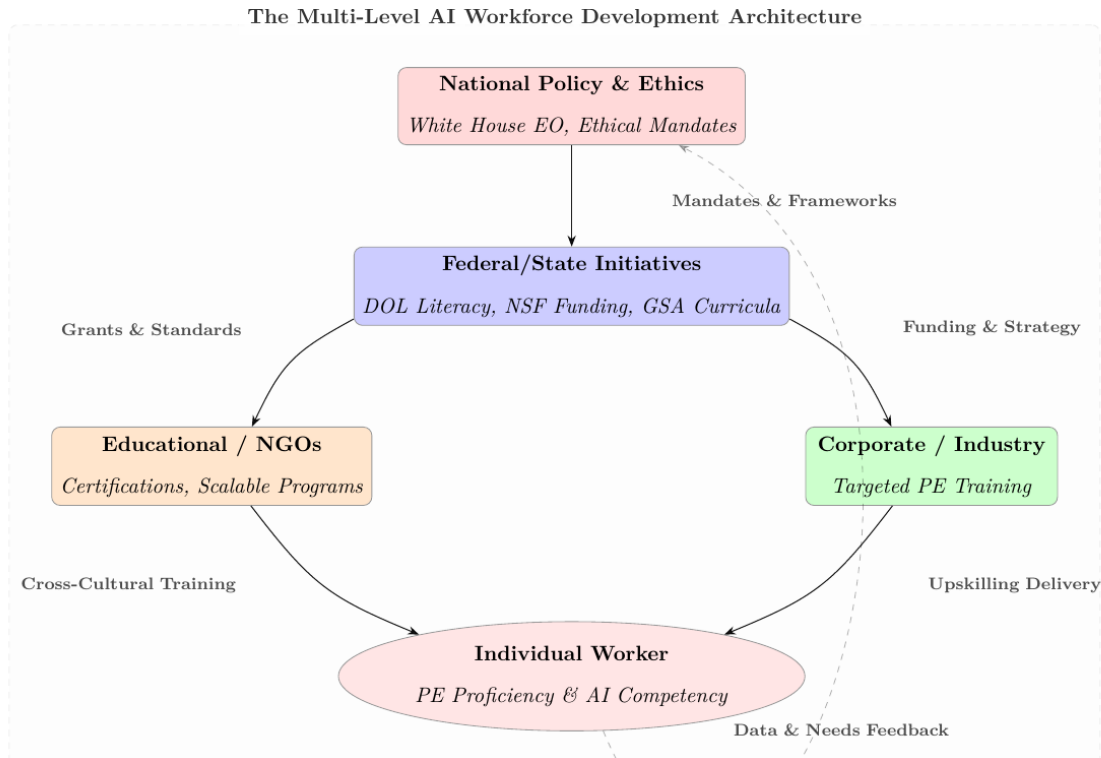 The Multi-Level AI Workforce Development Architecture
National Policy & Ethics
White House EO, Ethical Mandates
Mandates & Frameworks
Federal/State Initiatives
DOL Literacy, NSF Funding, GSA Curricula
Grants & Standards
Funding & Strategy
Educational / NGOs
Certifications, Scalable Programs
Corporate / Industry
Targeted PE Training
Cross-Cultural Training
Upskilling Delivery
Individual Worker
PE Proficiency & AI Competency
Data & Needs Feedback